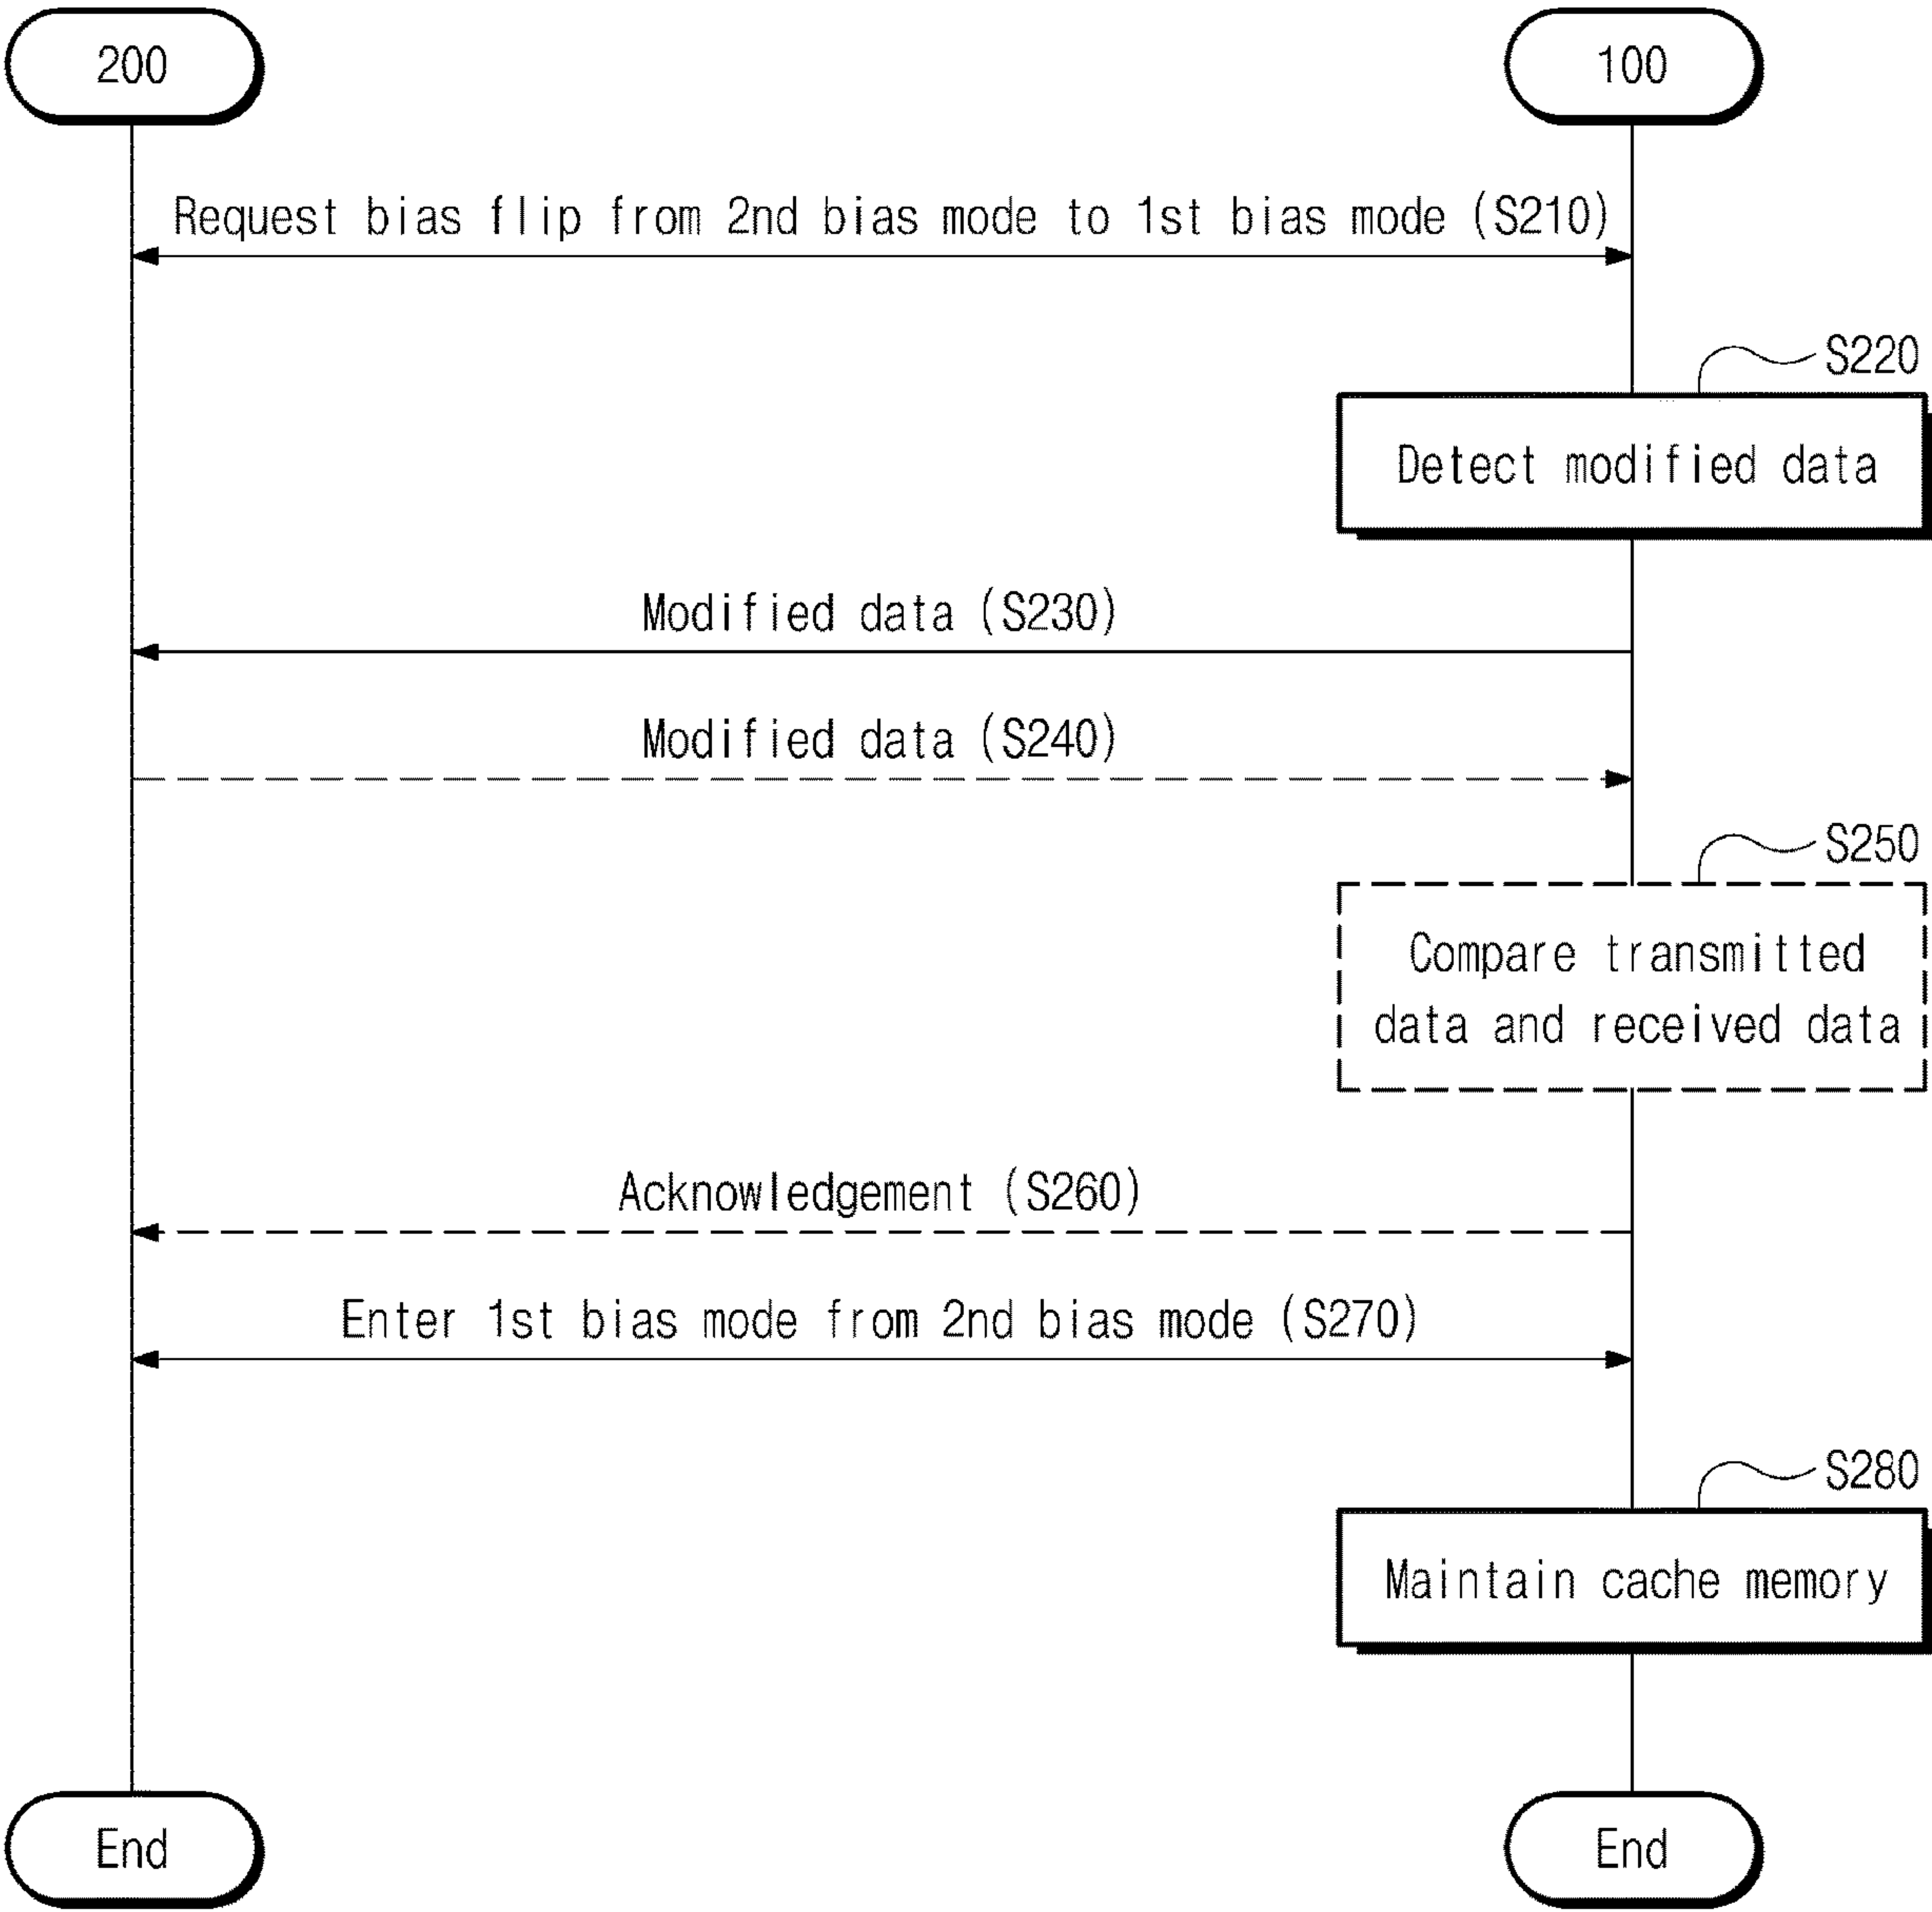 200
100
Request bias flip from 2nd bias mode to 1st bias mode (S210)
S220
Detect modified data
Modified data (S230)
Modified data (S240)
S250
Compare transmitted
data and received data
Acknowledgement (S260)
Enter 1st bias mode from 2nd bias mode (S270)
S280
Maintain cache memory
End
End